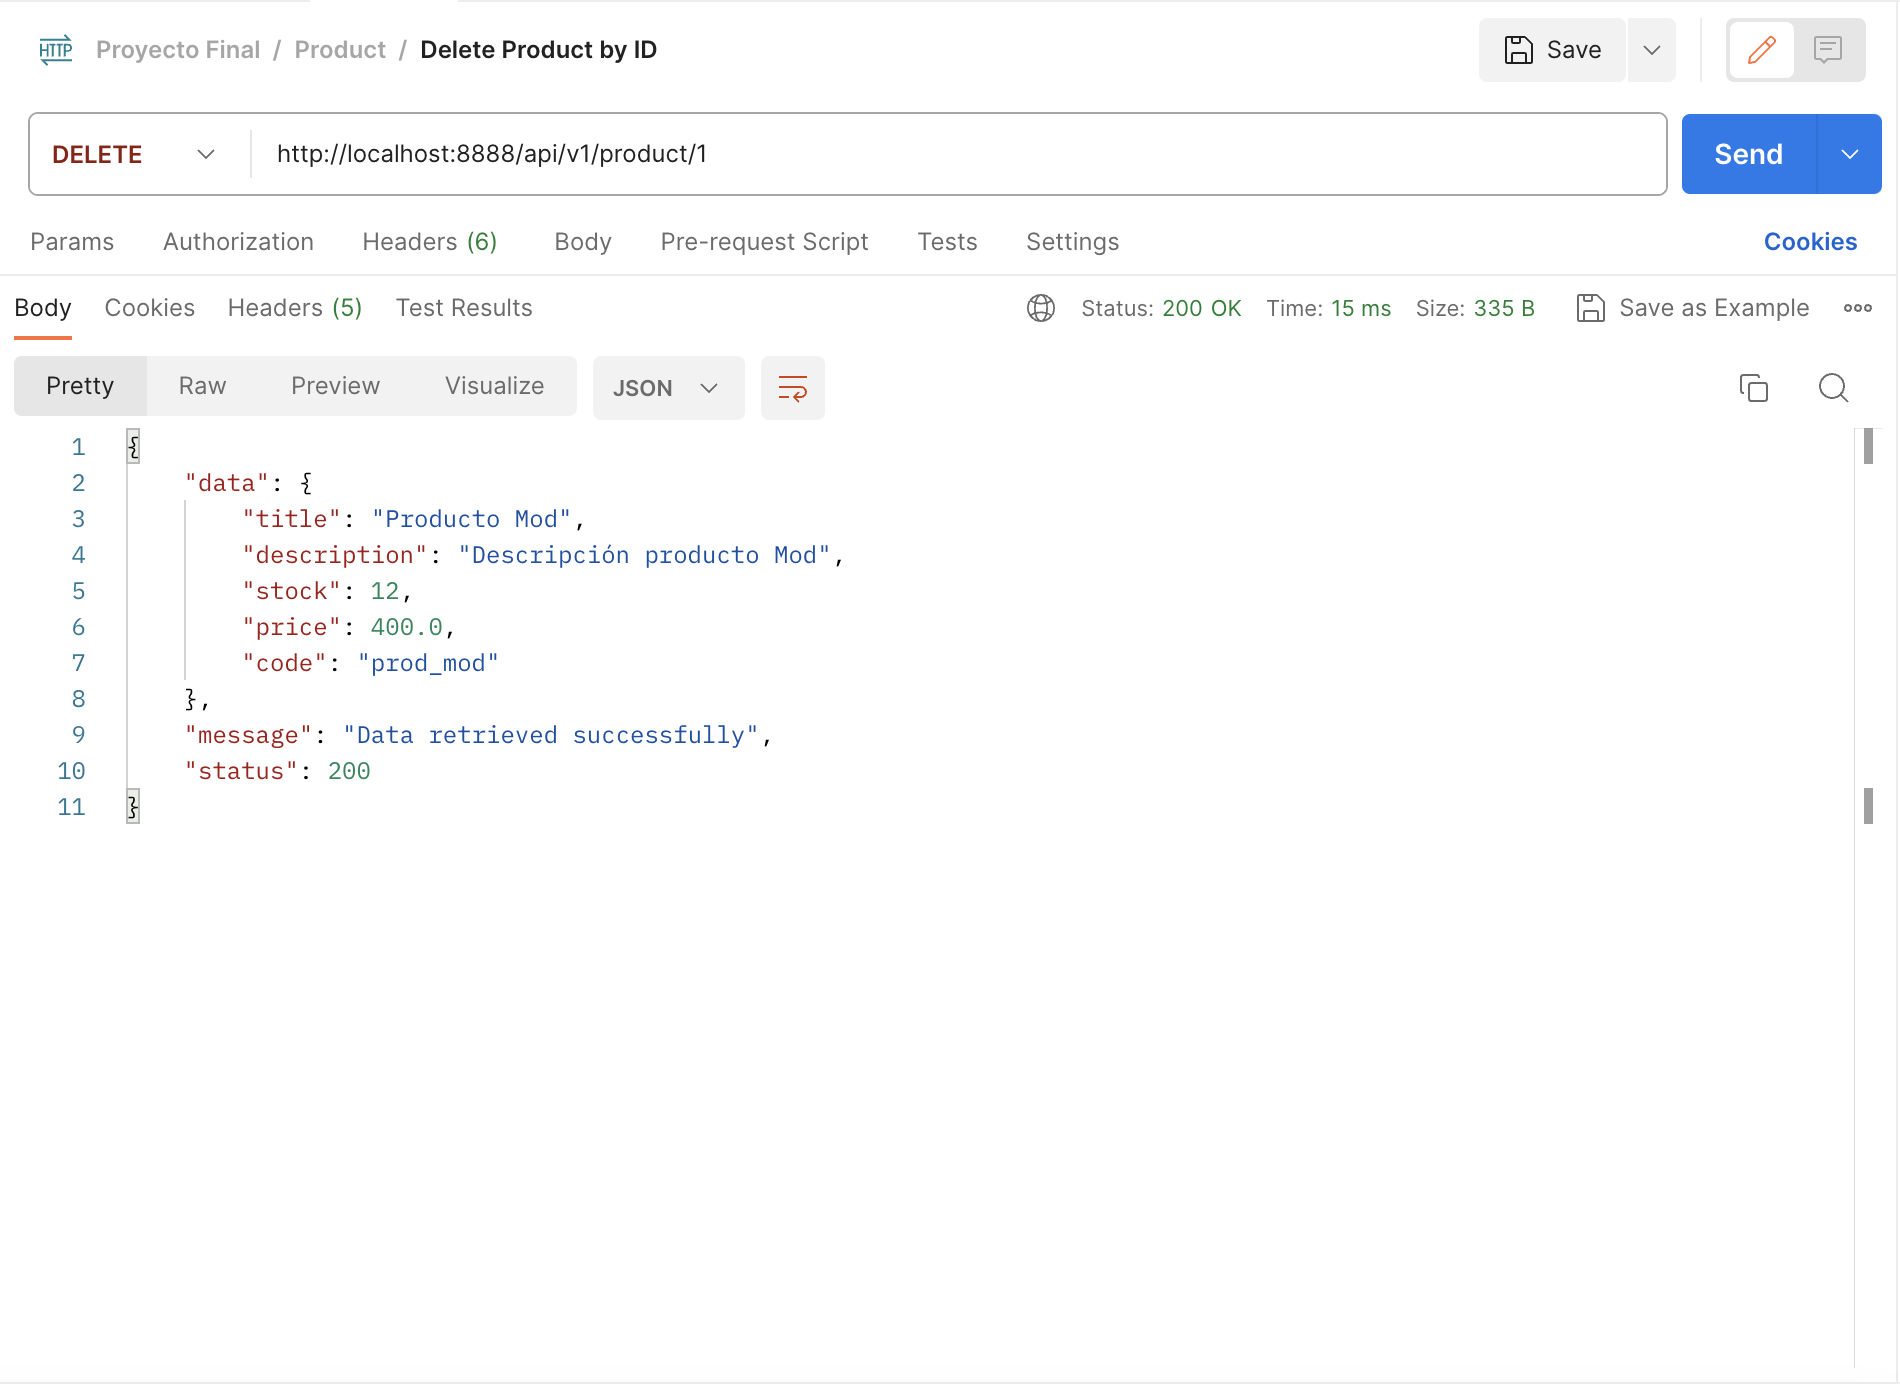 HTTP Proyecto Final / Product / Delete Product by ID Save
DELETE http://localhost:8888/api/v1/product/1 Send
Params Authorization Headers (6) Body Pre-request Script Tests Settings Cookies
Body Cookies Headers (5) Test Results Status: 200 OK Time: 15 ms Size: 335 B Save as Example
Pretty Raw Preview Visualize JSON
1 {
2 "data": {
3 "title": "Producto Mod",
4 "description": "Descripción producto Mod",
5 "stock": 12,
6 "price": 400.0,
7 "code": "prod_mod"
8 },
9 "message": "Data retrieved successfully",
10 "status": 200
11 }